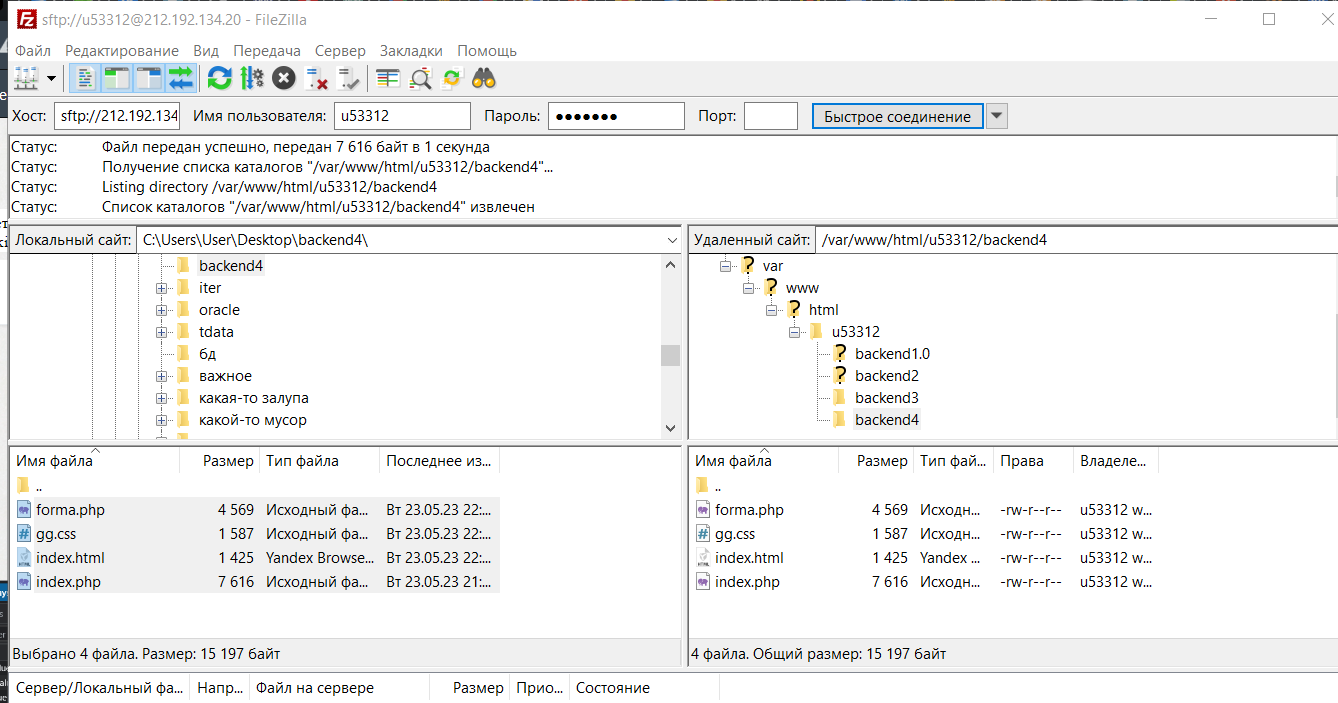 sftp://u53312@212.192.134.20 - FileZilla
Файл Редактирование Вид Передача Сервер Закладки Помощь
Хост: sftp://212.192.134 Имя пользователя: u53312 Пароль: ●●●●●●● Порт: Быстрое соединение
Статус: Файл передан успешно, передан 7 616 байт в 1 секунда
Статус: Получение списка каталогов "/var/www/html/u53312/backend4"...
Статус: Listing directory /var/www/html/u53312/backend4
Статус: Список каталогов "/var/www/html/u53312/backend4" извлечен
Локальный сайт: C:\Users\User\Desktop\backend4\
backend4
iter
oracle
tdata
бд
важное
какая-то залупа
какой-то мусор
Удаленный сайт: /var/www/html/u53312/backend4
var
www
html
u53312
backend1.0
backend2
backend3
backend4
Имя файла Размер Тип файла Последнее из...
..
forma.php 4 569 Исходный фа... Вт 23.05.23 22:...
gg.css 1 587 Исходный фа... Вт 23.05.23 22:...
index.html 1 425 Yandex Browse... Вт 23.05.23 22:...
index.php 7 616 Исходный фа... Вт 23.05.23 21:...
Выбрано 4 файла. Размер: 15 197 байт
Имя файла Размер Тип фай... Права Владеле...
..
forma.php 4 569 Исходн... -rw-r--r-- u53312 w...
gg.css 1 587 Исходн... -rw-r--r-- u53312 w...
index.html 1 425 Yandex ... -rw-r--r-- u53312 w...
index.php 7 616 Исходн... -rw-r--r-- u53312 w...
4 файла. Общий размер: 15 197 байт
Сервер/Локальный фа... Напр... Файл на сервере Размер Прио... Состояние